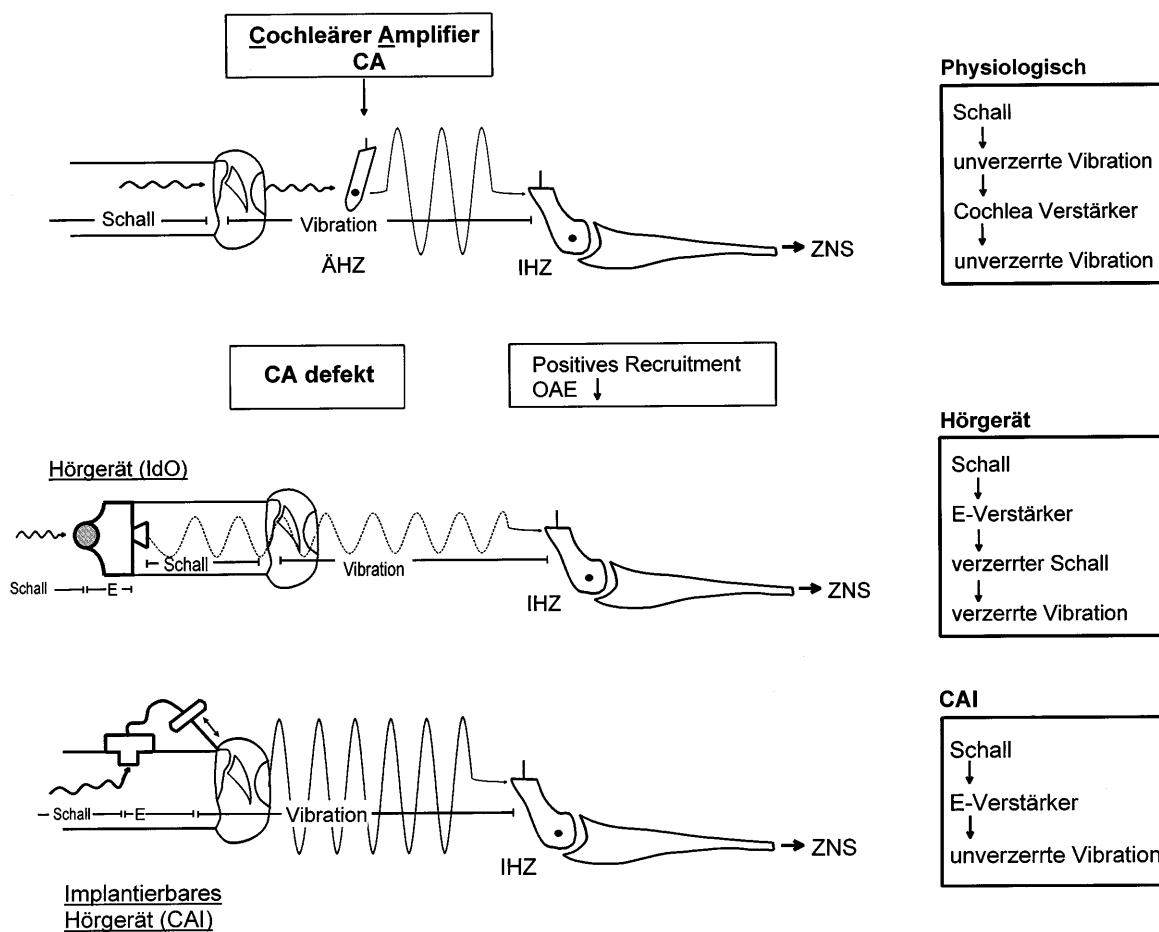 Cochleärer Amplifier
CA
Schall
Vibration
ÄHZ
IHZ
ZNS
Physiologisch
Schall
unverzerrte Vibration
Cochlea Verstärker
unverzerrte Vibration
CA defekt
Positives Recruitment
OAE
Hörgerät (IdO)
Schall
E
Schall
Vibration
IHZ
ZNS
Hörgerät
Schall
E-Verstärker
verzerrter Schall
verzerrte Vibration
Schall
E
Vibration
IHZ
ZNS
Implantierbares
Hörgerät (CAI)
CAI
Schall
E-Verstärker
unverzerrte Vibration